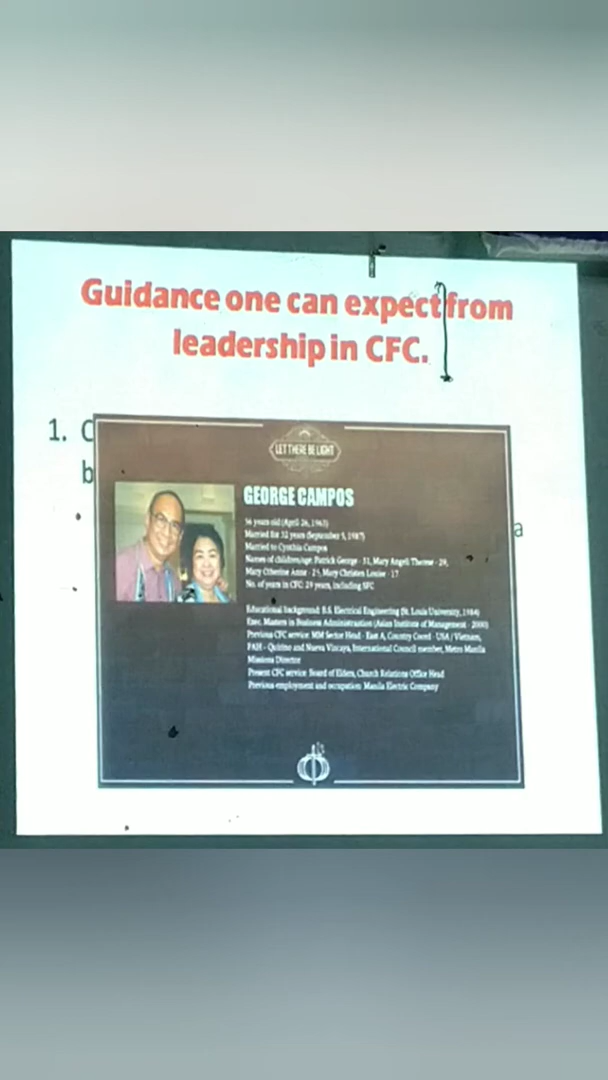 Guidance one can expect from
leadership in CFC.
1. C
b
a
LET THERE BE LIGHT
GEORGE CAMPOS
56 years old (April 26, 1963)
Married for 32 years (September 5, 1987)
Married to Cynthia Campos
Names of children/age: Patrick George - 31, Mary Angeli Therese - 29,
Mary Catherine Anne - 25, Mary Christen Louise - 17
No. of years in CFC: 29 years, including SFC
Educational Background: B.S. Electrical Engineering (St. Louis University, 1984)
Exec. Masters in Business Administration (Asian Institute of Management - 2000)
Previous CFC service: MM Sector Head - East A, Country Coord - USA / Vietnam,
PAH - Quirino and Nueva Vizcaya, International Council member, Metro Manila
Missions Director
Present CFC service: Board of Elders, Church Relations Office Head
Previous employment and occupation: Manila Electric Company